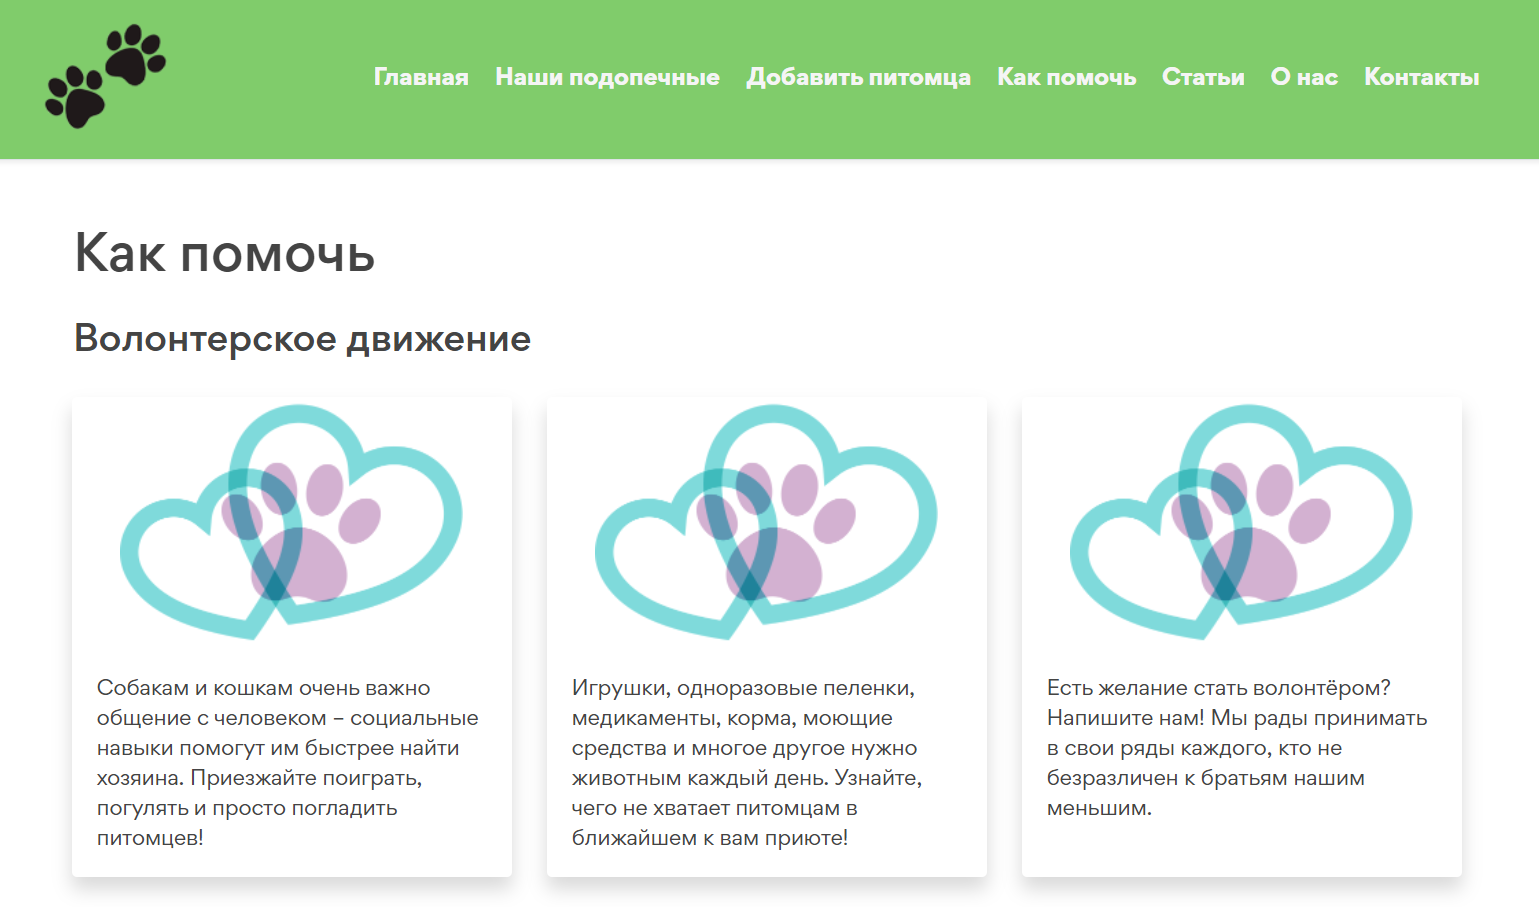 Главная Наши подопечные Добавить питомца Как помочь Статьи О нас Контакты
Как помочь
Волонтерское движение
Собакам и кошкам очень важно
общение с человеком – социальные
навыки помогут им быстрее найти
хозяина. Приезжайте поиграть,
погулять и просто погладить
питомцев!
Игрушки, одноразовые пеленки,
медикаменты, корма, моющие
средства и многое другое нужно
животным каждый день. Узнайте,
чего не хватает питомцам в
ближайшем к вам приюте!
Есть желание стать волонтёром?
Напишите нам! Мы рады принимать
в свои ряды каждого, кто не
безразличен к братьям нашим
меньшим.